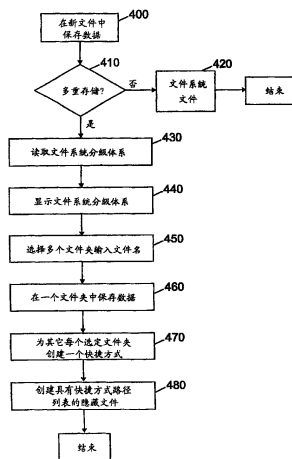 在新文件中
保存数据
400
410
多重存储?
否
420
文件系统
文件
结束
是
读取文件系统分级体系
430
显示文件系统分级体系
440
选择多个文件夹输入文件名
450
在一个文件夹中保存数据
460
为其它每个选定文件夹
创建一个快捷方式
470
创建具有快捷方式路径
列表的隐藏文件
480
结束